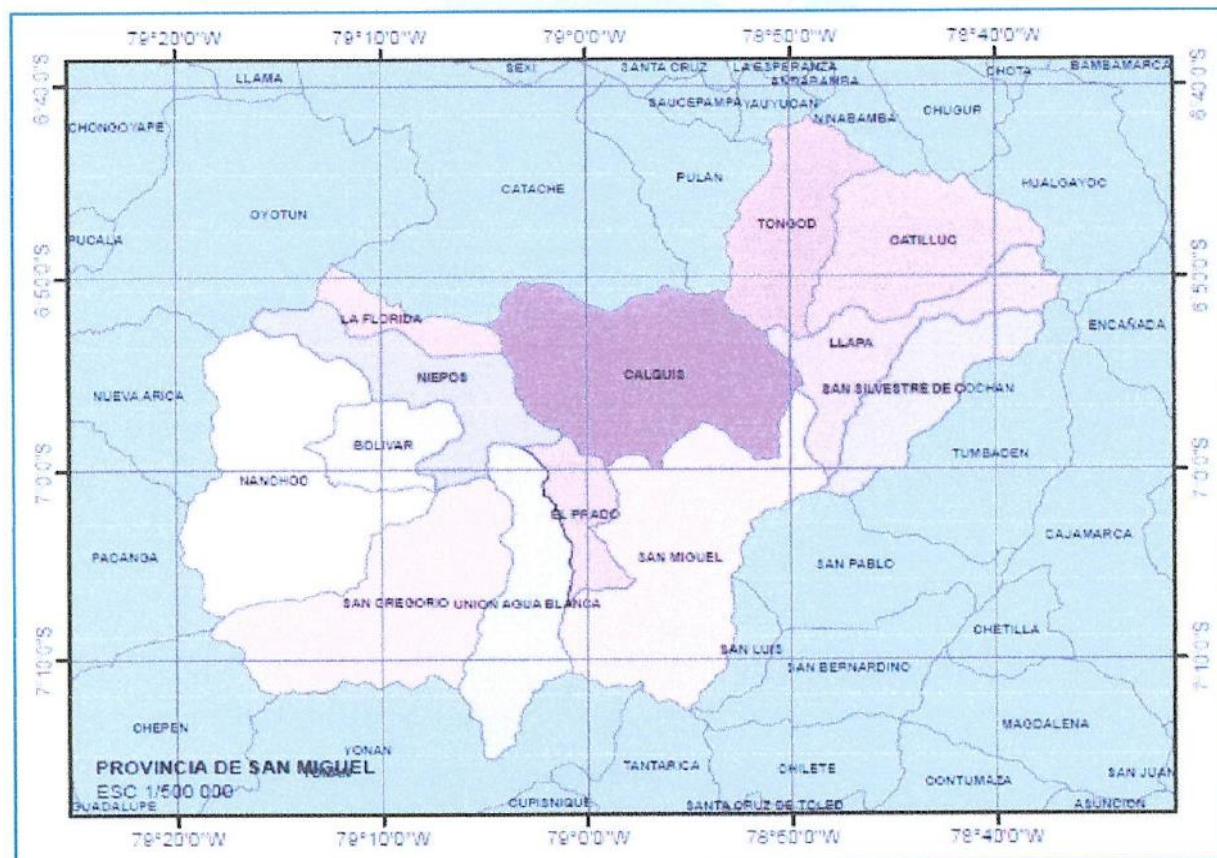 79°20'0"W 79°10'0"W 79°0'0"W 78°50'0"W 78°40'0"W
6°40'0"S
6°40'0"S
LLAMA
SEXI
SANTA CRUZ
LA ESPERANZA
ANDABAMBA
CHOTA
BAMBAMARCA
CHONGOYAPE
SAUCEPAMPA
YAUYUCAN
NINABAMBA
CHUGUR
CATACHE
PULAN
HUALGAYOC
OYOTUN
TONGOD
CATILLUC
PUCALA
6°50'0"S
6°50'0"S
LA FLORIDA
LLAPA
ENCAÑADA
NIEPOS
CALQUIS
SAN SILVESTRE DE COCHAN
NUEVA ARICA
BOLIVAR
TUMBADEN
7°0'0"S
7°0'0"S
NANCHOC
EL PRADO
CAJAMARCA
PACANGA
SAN MIGUEL
SAN PABLO
SAN GREGORIO
UNION AGUA BLANCA
CHETILLA
SAN LUIS
SAN BERNARDINO
7°10'0"S
7°10'0"S
CHEPEN
YONAN
MAGDALENA
PROVINCIA DE SAN MIGUEL
YONAN
TANTARICA
CHILETE
CONTUMAZA
SAN JUAN
ESC 1/500 000
GUADALUPE
CUPISNIQUE
SANTA CRUZ DE TOLED
ASUNCION
79°20'0"W 79°10'0"W 79°0'0"W 78°50'0"W 78°40'0"W